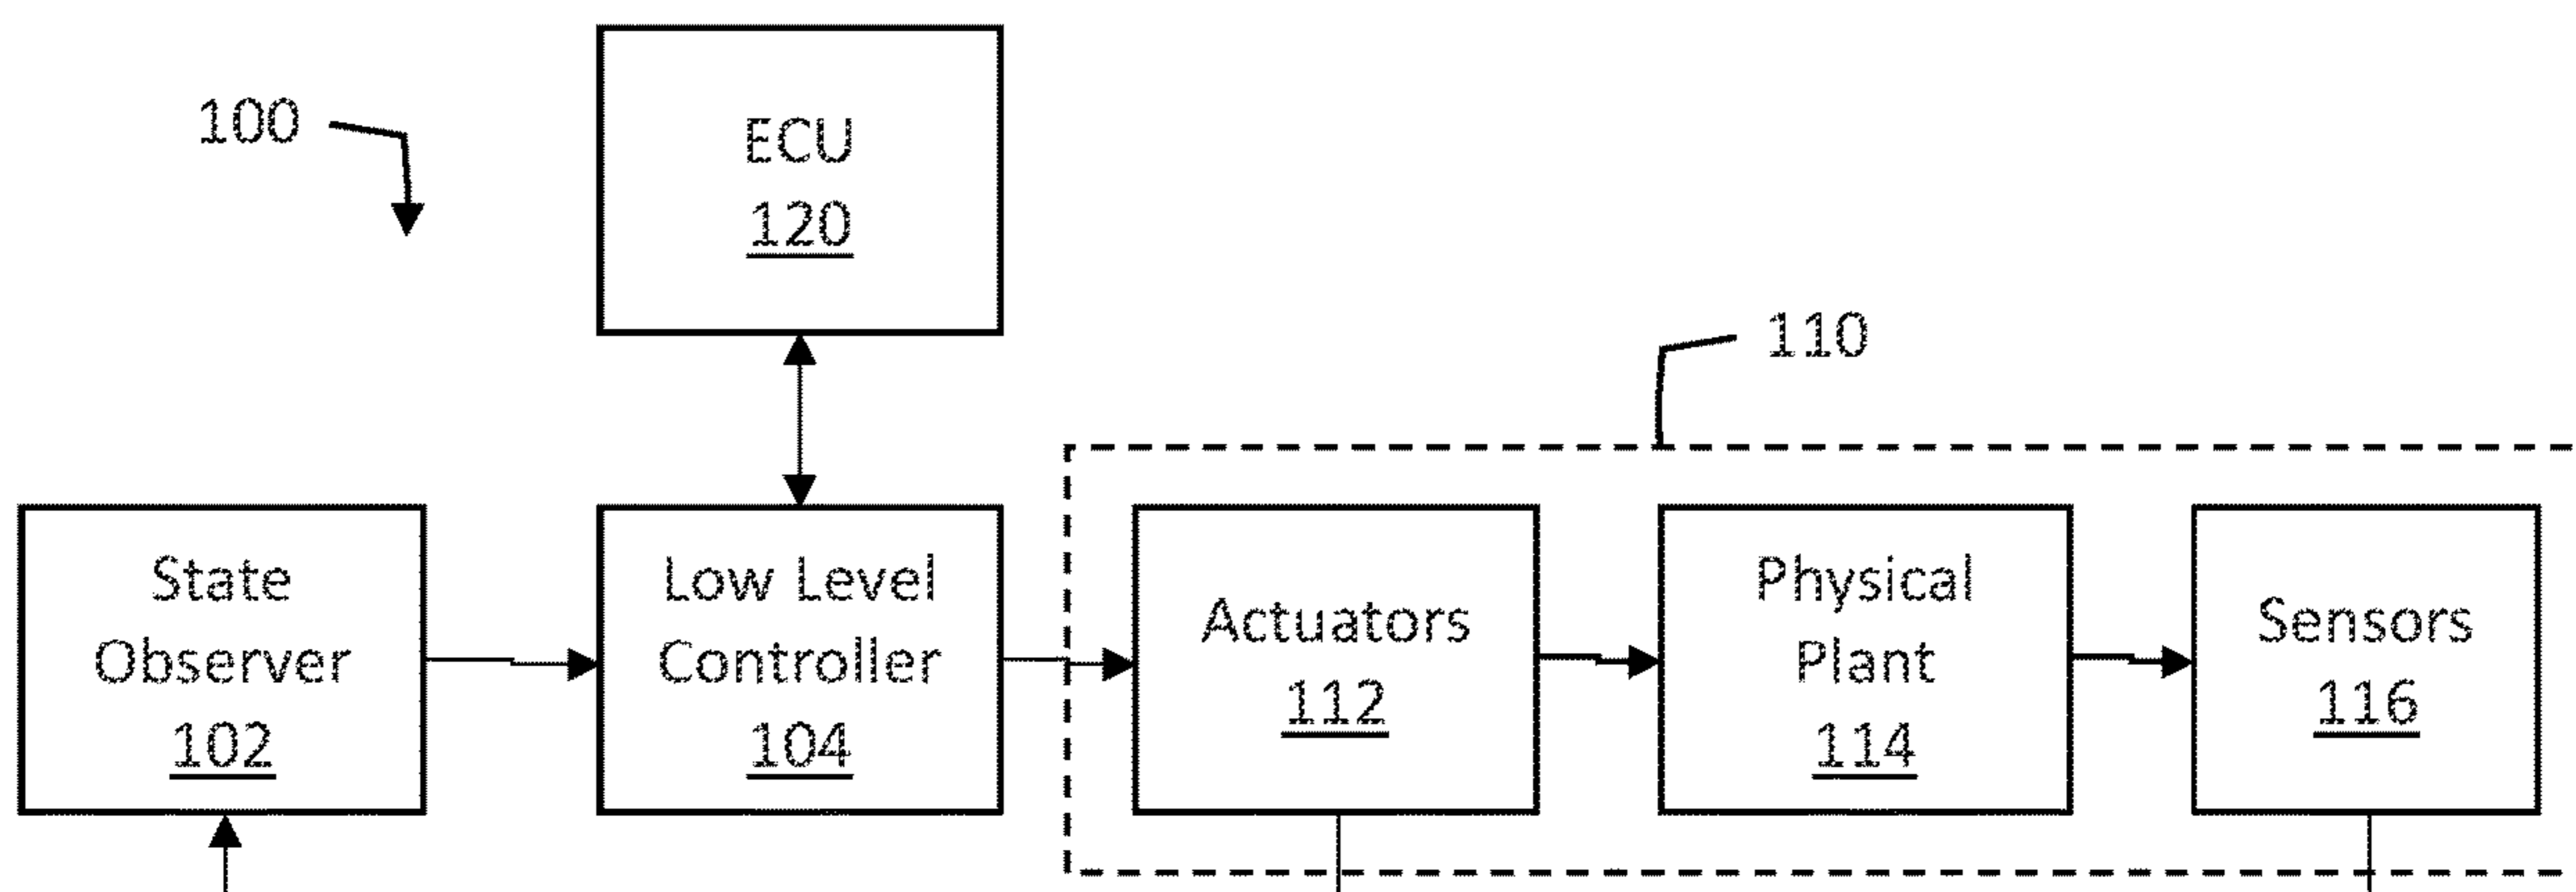 100
ECU
120
110
State
Observer
102
Low Level
Controller
104
Actuators
112
Physical
Plant
114
Sensors
116